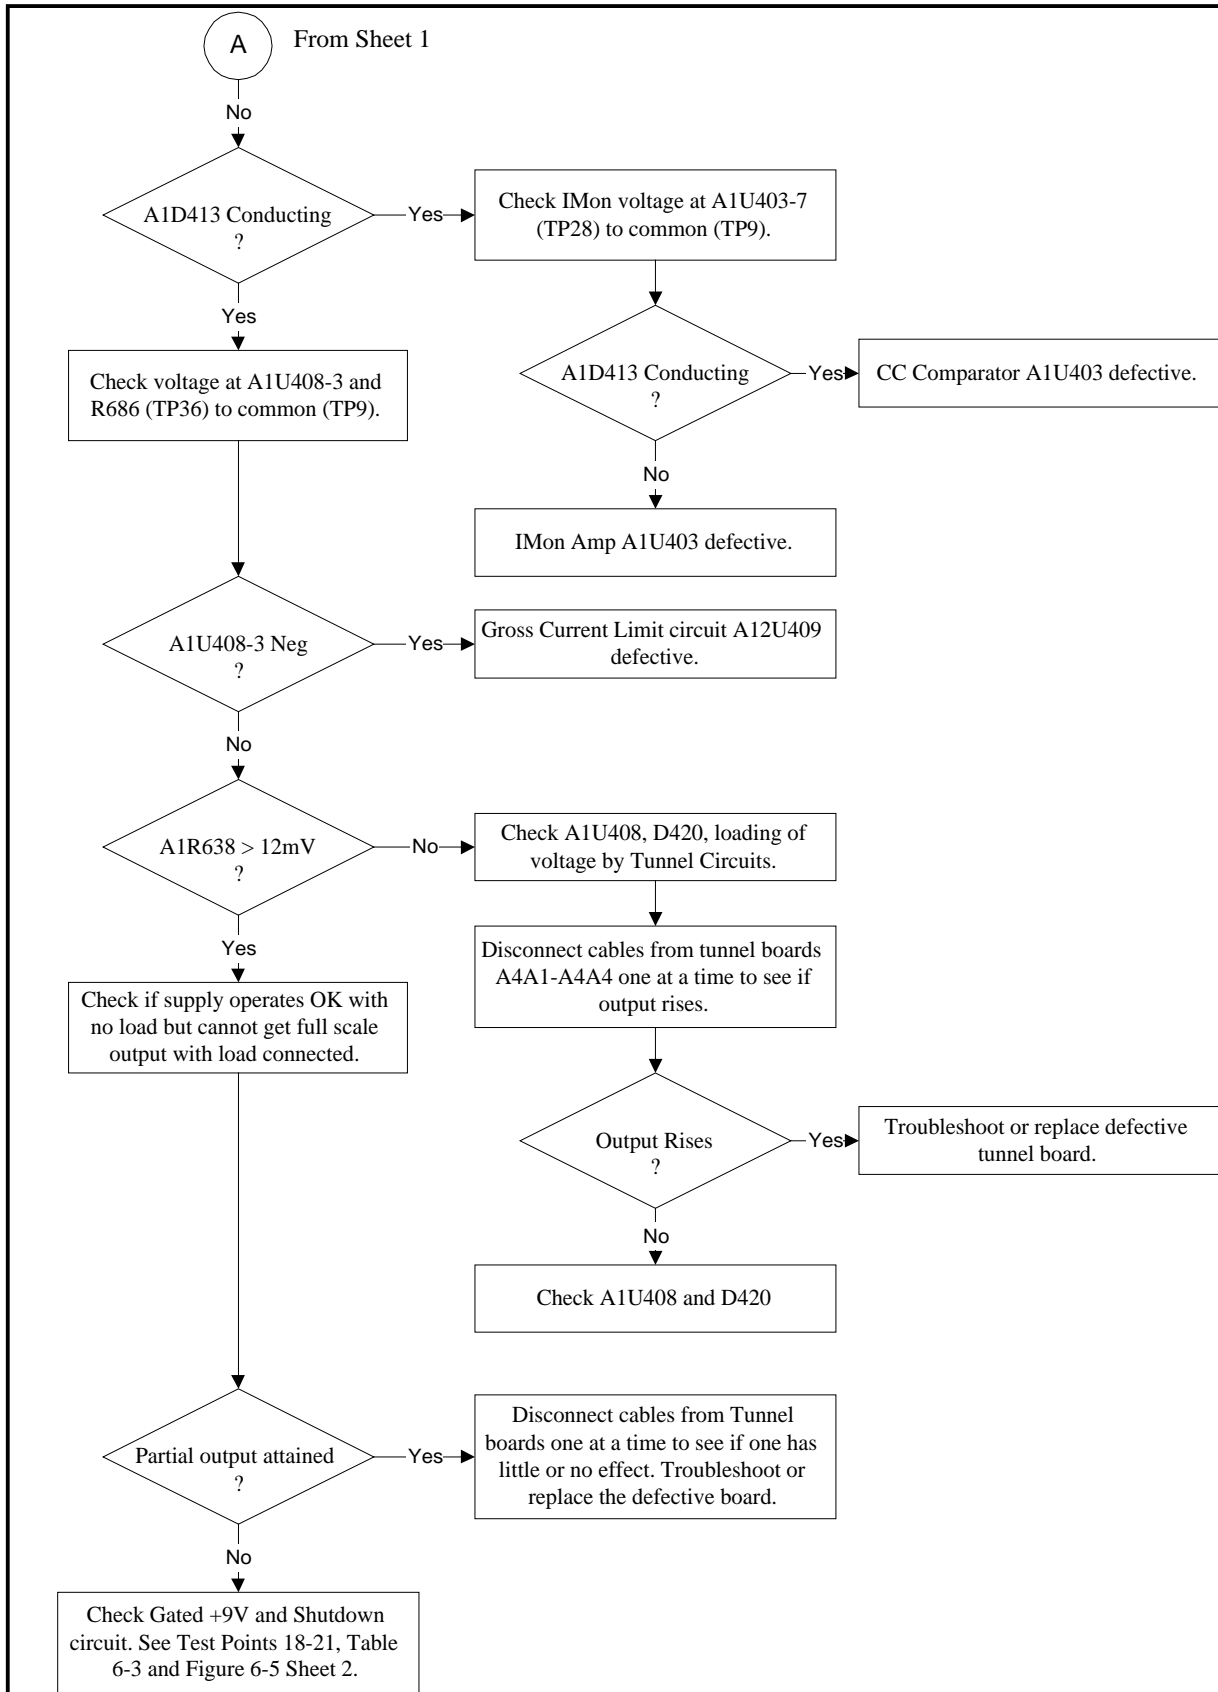 A
From Sheet 1
No
A1D413 Conducting
?
Yes
Check IMon voltage at A1U403-7
(TP28) to common (TP9).
Yes
A1D413 Conducting
?
Yes
CC Comparator A1U403 defective.
Check voltage at A1U408-3 and
R686 (TP36) to common (TP9).
No
IMon Amp A1U403 defective.
A1U408-3 Neg
?
Yes
Gross Current Limit circuit A12U409
defective.
No
A1R638 > 12mV
?
No
Check A1U408, D420, loading of
voltage by Tunnel Circuits.
Yes
Disconnect cables from tunnel boards
A4A1-A4A4 one at a time to see if
output rises.
Check if supply operates OK with
no load but cannot get full scale
output with load connected.
Output Rises
?
Yes
Troubleshoot or replace defective
tunnel board.
No
Check A1U408 and D420
Partial output attained
?
Yes
Disconnect cables from Tunnel
boards one at a time to see if one has
little or no effect. Troubleshoot or
replace the defective board.
No
Check Gated +9V and Shutdown
circuit. See Test Points 18-21, Table
6-3 and Figure 6-5 Sheet 2.